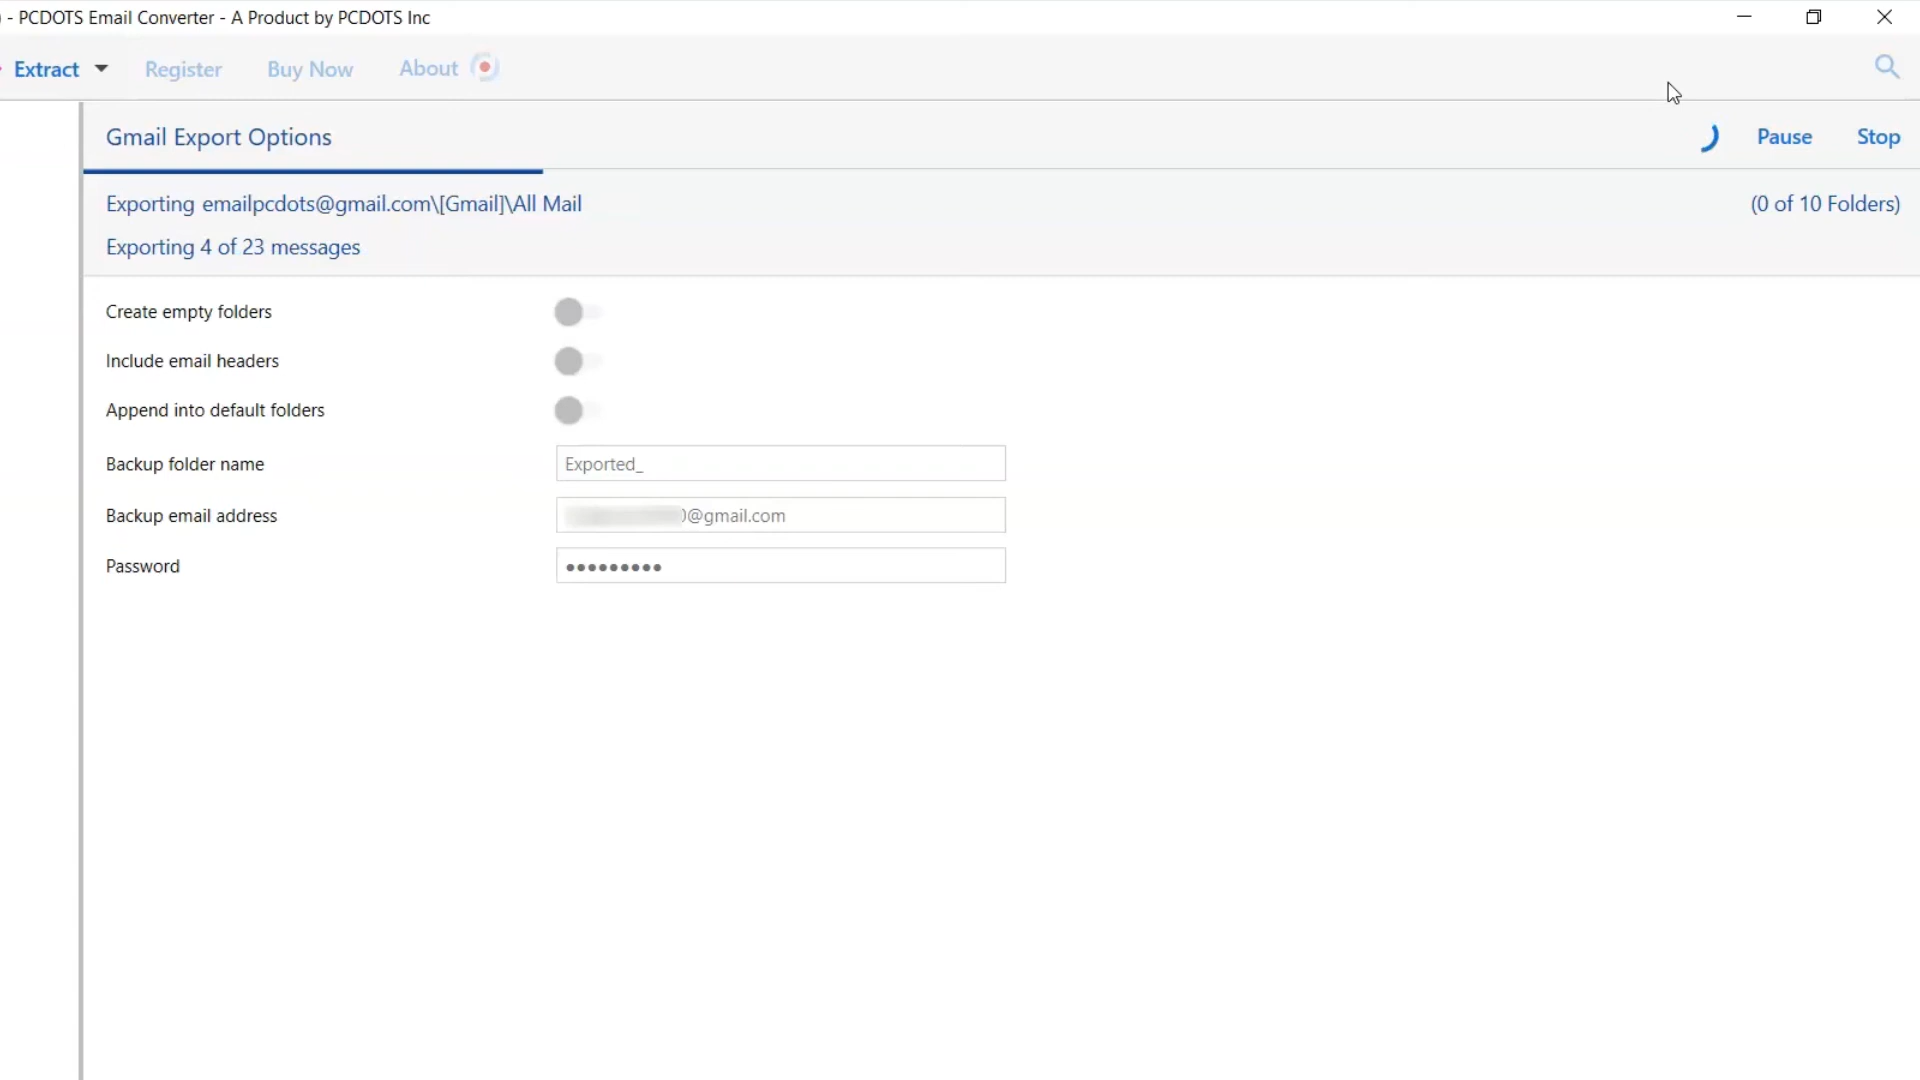 - PCDOTS Email Converter - A Product by PCDOTS Inc
Extract Register Buy Now About
Gmail Export Options Pause Stop
Exporting emailpcdots@gmail.com\[Gmail]\All Mail (0 of 10 Folders)
Exporting 4 of 23 messages
Create empty folders
Include email headers
Append into default folders
Backup folder name Exported_
Backup email address @gmail.com
Password •••••••••